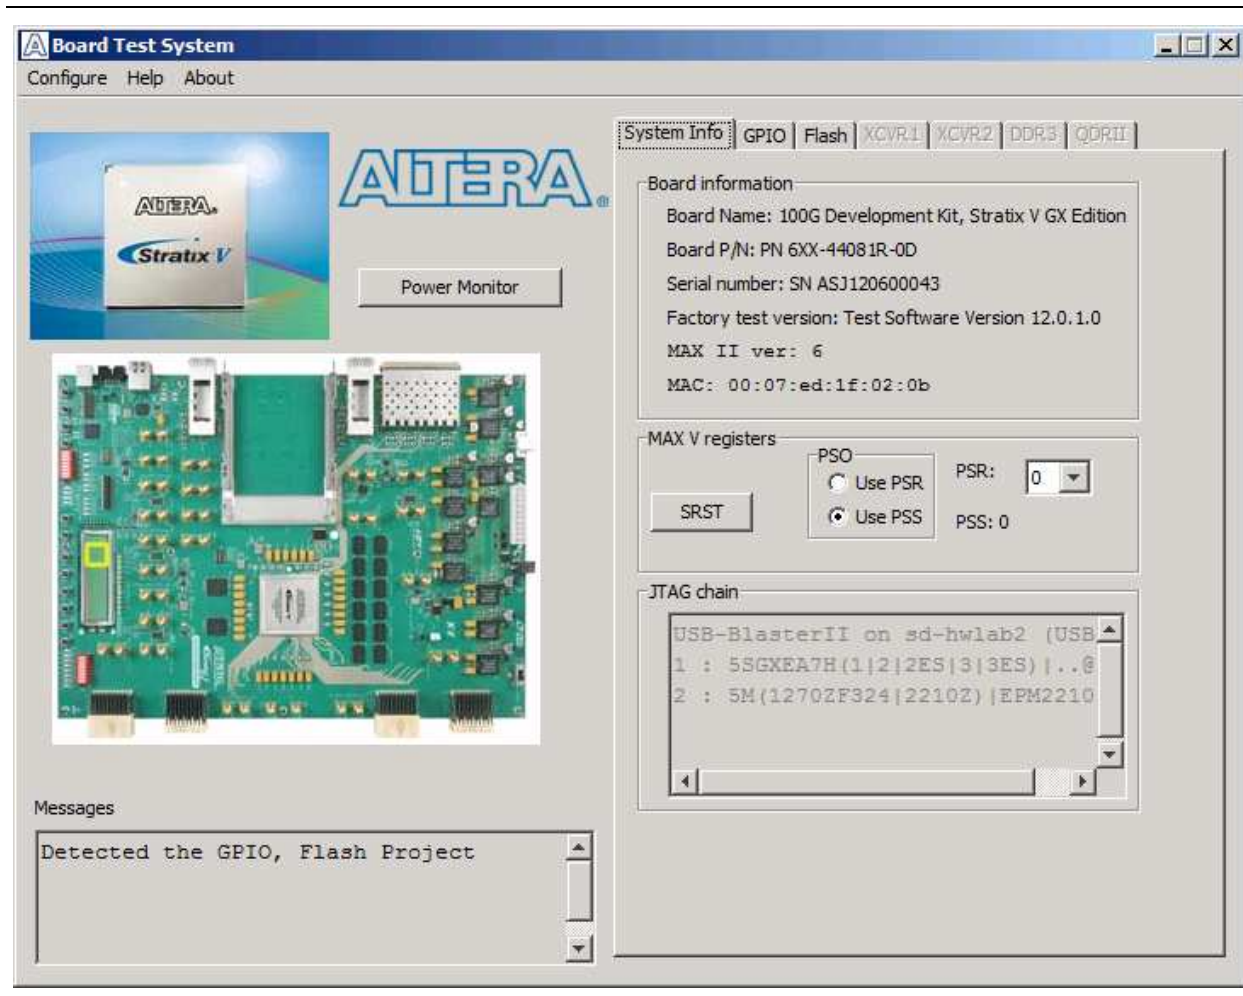 Board Test System
Configure Help About
ALTERA®
Stratix V
ALTERA®
Power Monitor
Messages
Detected the GPIO, Flash Project
System Info GPIO Flash XCVR1 XCVR2 DDR3 QDRII
Board information
Board Name: 100G Development Kit, Stratix V GX Edition
Board P/N: PN 6XX-44081R-0D
Serial number: SN ASJ120600043
Factory test version: Test Software Version 12.0.1.0
MAX II ver: 6
MAC: 00:07:ed:1f:02:0b
MAX V registers
SRST
PSO
Use PSR
Use PSS
PSR: 0
PSS: 0
JTAG chain
USB-BlasterII on sd-hwlab2 (USB
1 : 5SGXEA7H(1|2|2ES|3|3ES)|..@
2 : 5M(1270ZF324|2210Z)|EPM2210